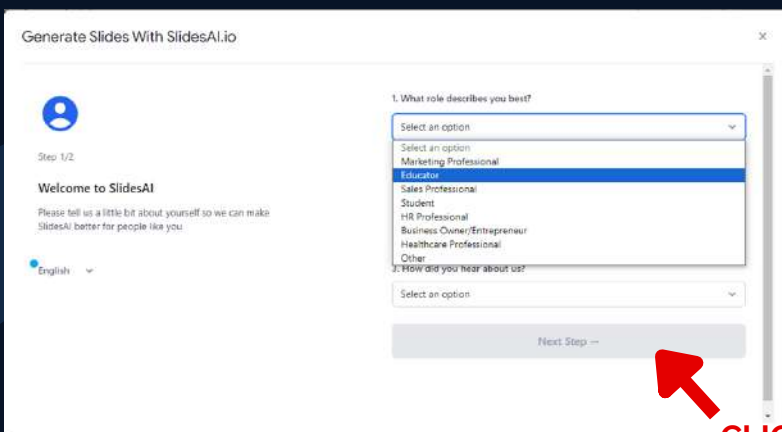 Generate Slides With SlidesAI.io
Step 1/2
Welcome to SlidesAI
Please tell us a little bit about yourself so we can make
SlidesAI better for people like you
English
1. What role describes you best?
Select an option
Select an option
Marketing Professional
Educator
Sales Professional
Student
HR Professional
Business Owner/Entrepreneur
Healthcare Professional
Other
3. How did you hear about us?
Select an option
Next Step →